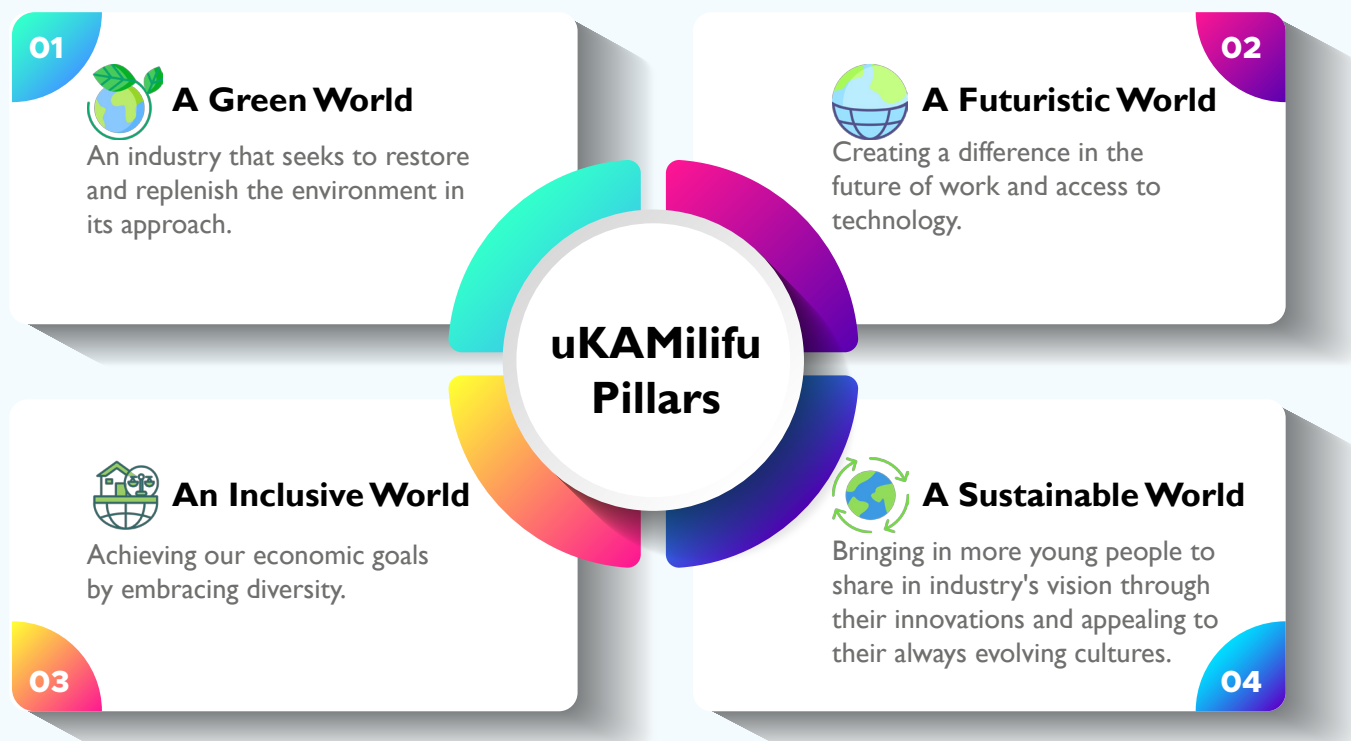 01
A Green World
An industry that seeks to restore
and replenish the environment in
its approach.
02
A Futuristic World
Creating a difference in the
future of work and access to
technology.
uKAMilifu
Pillars
An Inclusive World
Achieving our economic goals
by embracing diversity.
03
A Sustainable World
Bringing in more young people to
share in industry's vision through
their innovations and appealing to
their always evolving cultures.
04